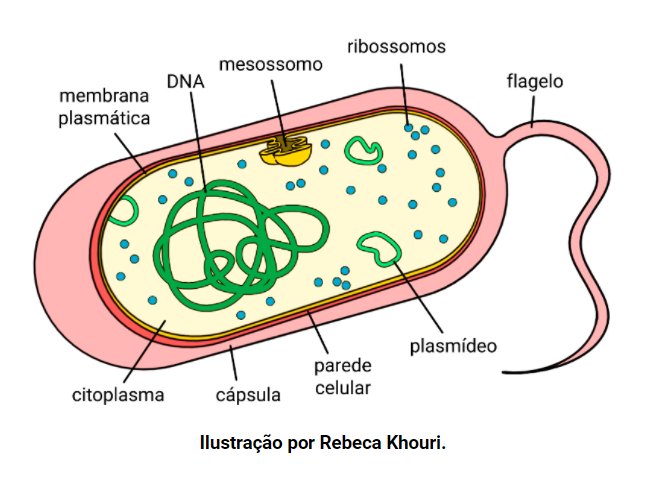 ribossomos
mesossomo
DNA
flagelo
membrana
plasmática
plasmídeo
parede
celular
citoplasma
cápsula
Ilustração por Rebeca Khouri.